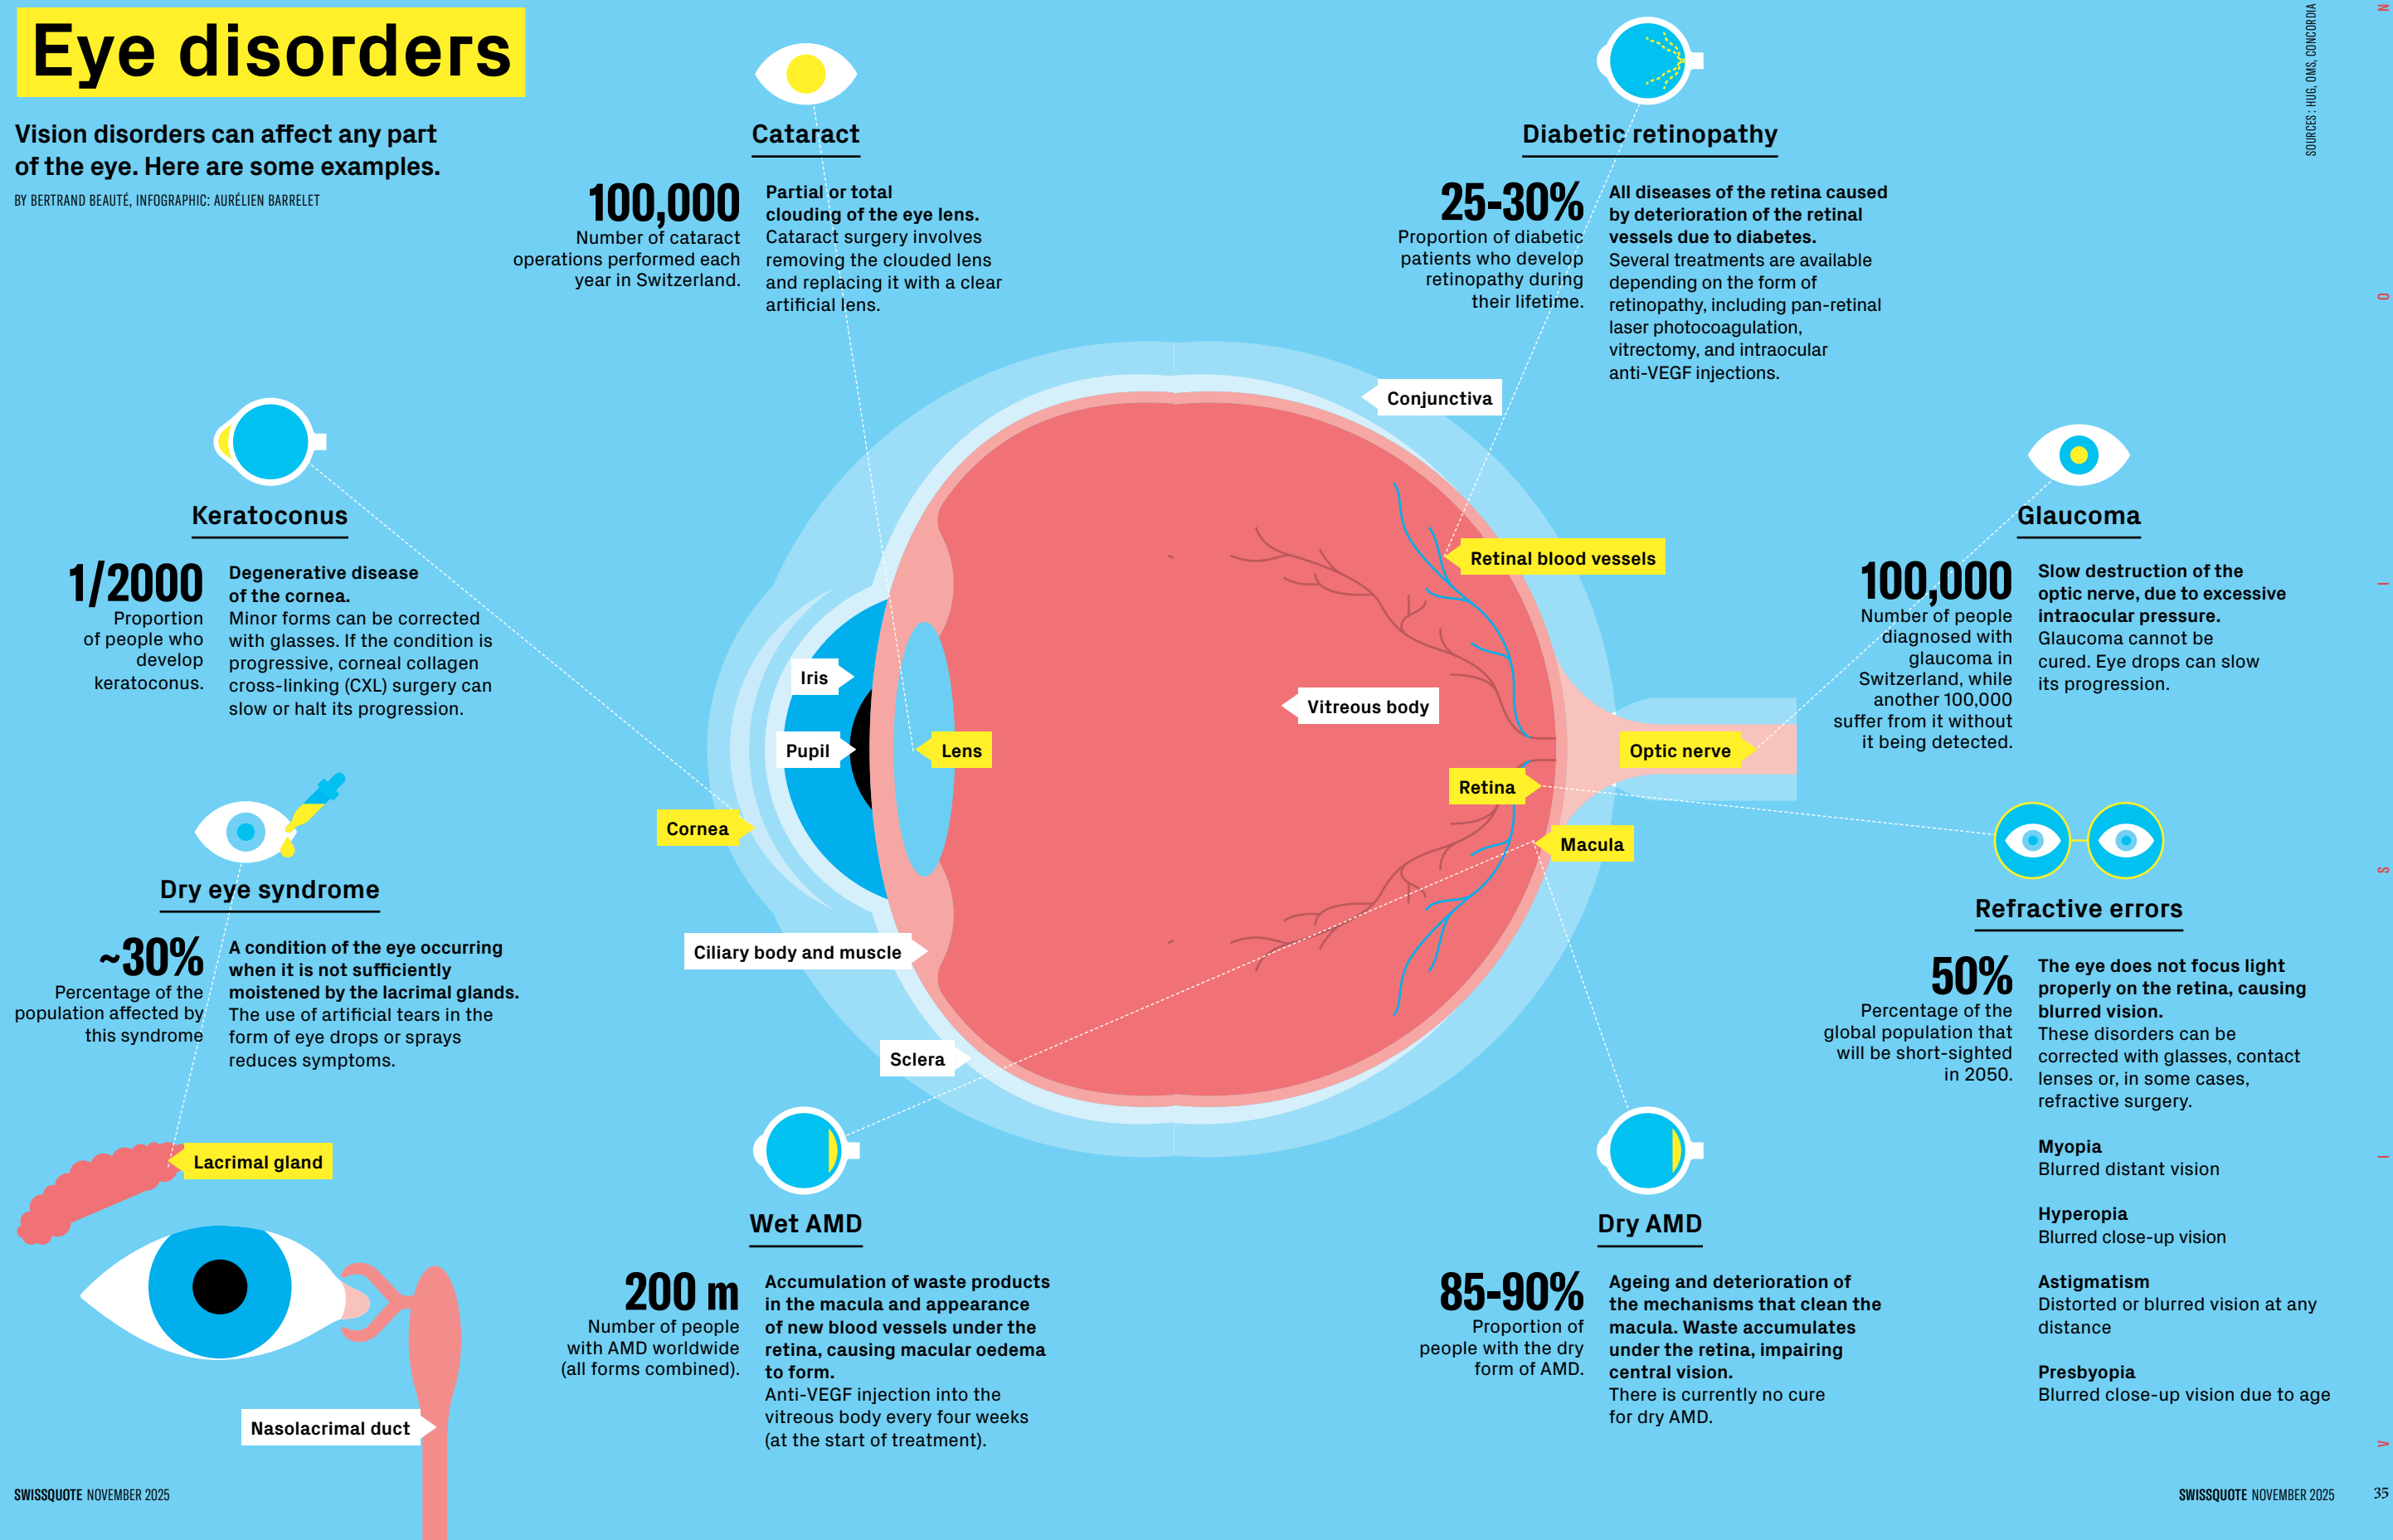 Eye disorders
Vision disorders can affect any part
of the eye. Here are some examples.
BY BERTRAND BEAUTÉ, INFOGRAPHIC: AURÉLIEN BARRELET
Cataract
100,000
Number of cataract
operations performed each
year in Switzerland.
Partial or total
clouding of the eye lens.
Cataract surgery involves
removing the clouded lens
and replacing it with a clear
artificial lens.
Diabetic retinopathy
25-30%
Proportion of diabetic
patients who develop
retinopathy during
their lifetime.
All diseases of the retina caused
by deterioration of the retinal
vessels due to diabetes.
Several treatments are available
depending on the form of
retinopathy, including pan-retinal
laser photocoagulation,
vitrectomy, and intraocular
anti-VEGF injections.
SOURCES : HUG, OMS, CONCORDIA
Keratoconus
1/2000
Proportion
of people who
develop
keratoconus.
Degenerative disease
of the cornea.
Minor forms can be corrected
with glasses. If the condition is
progressive, corneal collagen
cross-linking (CXL) surgery can
slow or halt its progression.
Conjunctiva
Retinal blood vessels
Iris
Vitreous body
Pupil
Lens
Optic nerve
Retina
Cornea
Macula
Ciliary body and muscle
Sclera
Glaucoma
100,000
Number of people
diagnosed with
glaucoma in
Switzerland, while
another 100,000
suffer from it without
it being detected.
Slow destruction of the
optic nerve, due to excessive
intraocular pressure.
Glaucoma cannot be
cured. Eye drops can slow
its progression.
Dry eye syndrome
~30%
Percentage of the
population affected by
this syndrome
A condition of the eye occurring
when it is not sufficiently
moistened by the lacrimal glands.
The use of artificial tears in the
form of eye drops or sprays
reduces symptoms.
Lacrimal gland
Nasolacrimal duct
Wet AMD
200 m
Number of people
with AMD worldwide
(all forms combined).
Accumulation of waste products
in the macula and appearance
of new blood vessels under the
retina, causing macular oedema
to form.
Anti-VEGF injection into the
vitreous body every four weeks
(at the start of treatment).
Dry AMD
85-90%
Proportion of
people with the dry
form of AMD.
Ageing and deterioration of
the mechanisms that clean the
macula. Waste accumulates
under the retina, impairing
central vision.
There is currently no cure
for dry AMD.
Refractive errors
50%
Percentage of the
global population that
will be short-sighted
in 2050.
The eye does not focus light
properly on the retina, causing
blurred vision.
These disorders can be
corrected with glasses, contact
lenses or, in some cases,
refractive surgery.
Myopia
Blurred distant vision
Hyperopia
Blurred close-up vision
Astigmatism
Distorted or blurred vision at any
distance
Presbyopia
Blurred close-up vision due to age
VISION
SWISSQUOTE NOVEMBER 2025
SWISSQUOTE NOVEMBER 2025
35